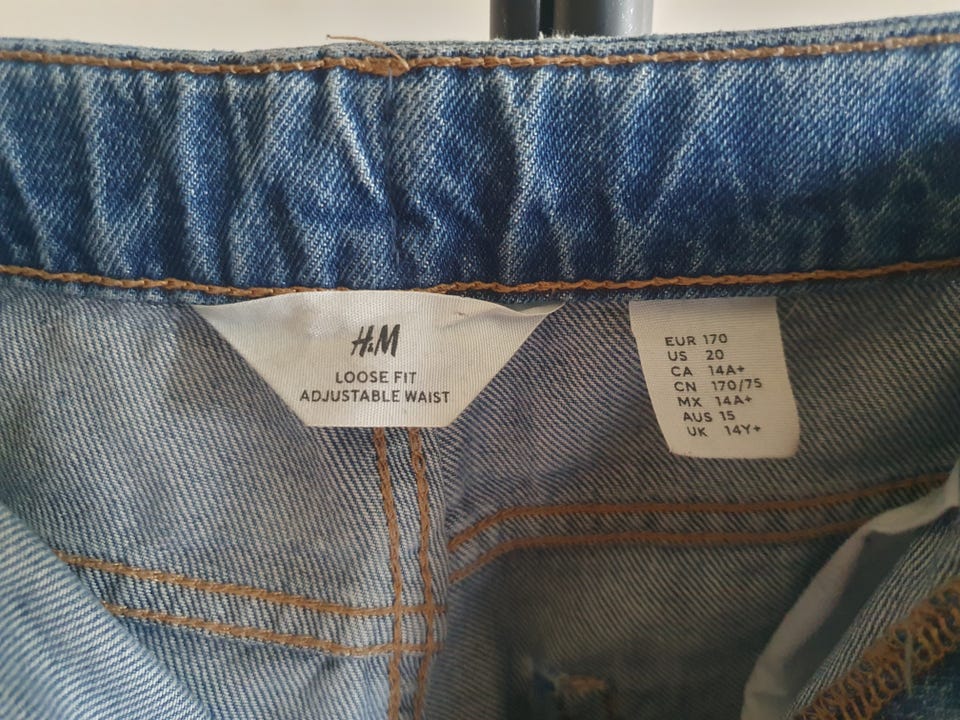 H&M
LOOSE FIT
ADJUSTABLE WAIST
EUR 170
US 20
CA 14A+
CN 170/75
MX 14A+
AUS 15
UK 14Y+